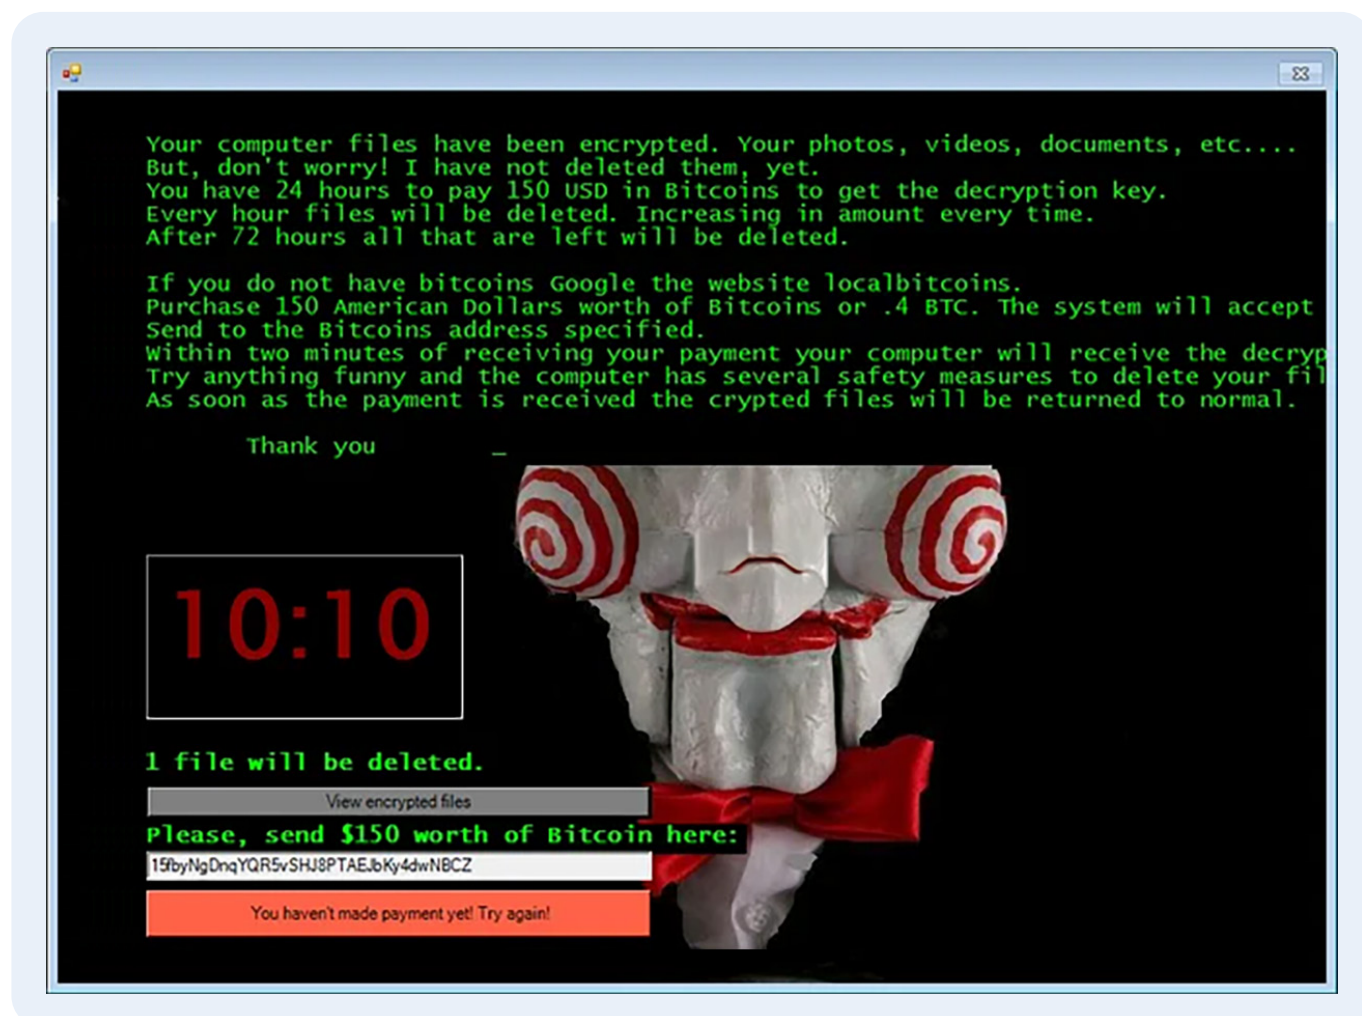 Your computer files have been encrypted. Your photos, videos, documents, etc....
But, don't worry! I have not deleted them, yet.
You have 24 hours to pay 150 USD in Bitcoins to get the decryption key.
Every hour files will be deleted. Increasing in amount every time.
After 72 hours all that are left will be deleted.
If you do not have bitcoins Google the website localbitcoins.
Purchase 150 American Dollars worth of Bitcoins or .4 BTC. The system will accept
Send to the Bitcoins address specified.
Within two minutes of receiving your payment your computer will receive the decryp
Try anything funny and the computer has several safety measures to delete your fil
As soon as the payment is received the crypted files will be returned to normal.
Thank you _
10:10
1 file will be deleted.
View encrypted files
Please, send $150 worth of Bitcoin here:
15fbyNgDnqYQR5vSHJ8PTAEJbKy4dwNBCZ
You haven't made payment yet! Try again!